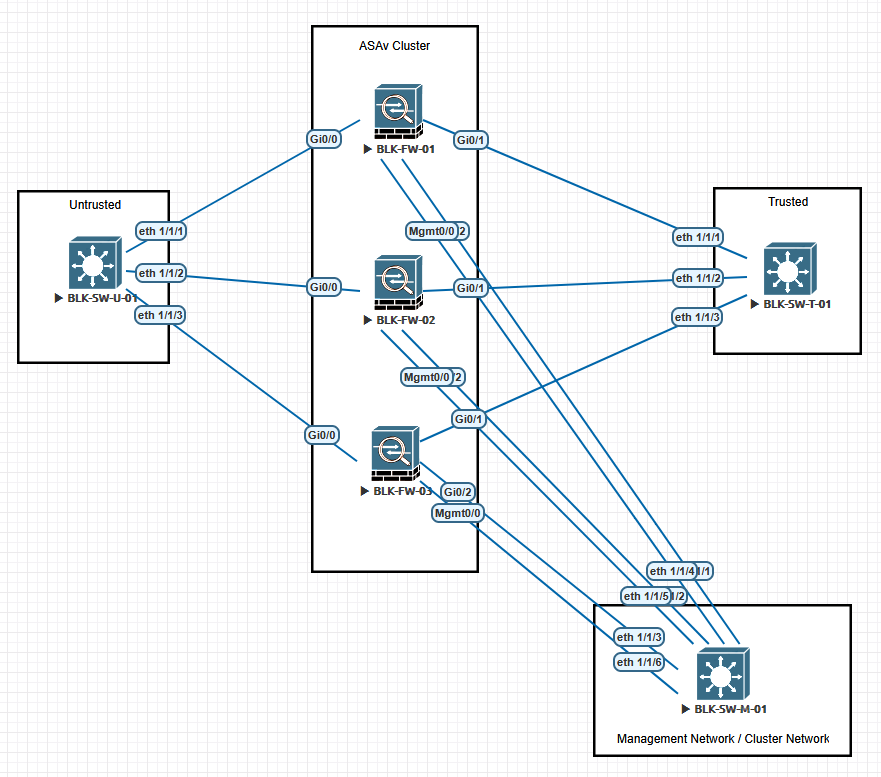 ASAv Cluster
BLK-FW-01
Gi0/0
Gi0/1
Untrusted
eth 1/1/1
eth 1/1/2
BLK-SW-U-01
eth 1/1/3
Mgmt0/0
2
Trusted
eth 1/1/1
eth 1/1/2
BLK-SW-T-01
eth 1/1/3
Gi0/0
Gi0/1
BLK-FW-02
Mgmt0/0
/2
Gi0/1
Gi0/0
BLK-FW-03
Gi0/2
Mgmt0/0
eth 1/1/4
/1
eth 1/1/5
/2
eth 1/1/3
eth 1/1/6
BLK-SW-M-01
Management Network / Cluster Network